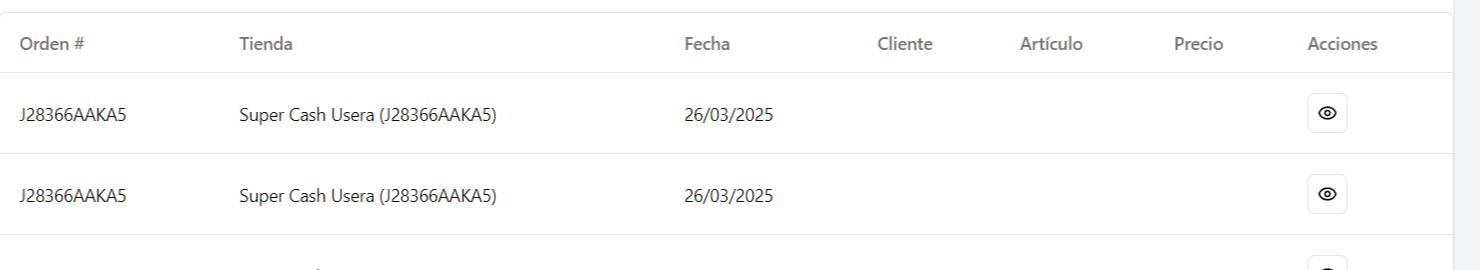 Orden # Tienda Fecha Cliente Artículo Precio Acciones
J28366AAKA5 Super Cash Usera (J28366AAKA5) 26/03/2025
J28366AAKA5 Super Cash Usera (J28366AAKA5) 26/03/2025